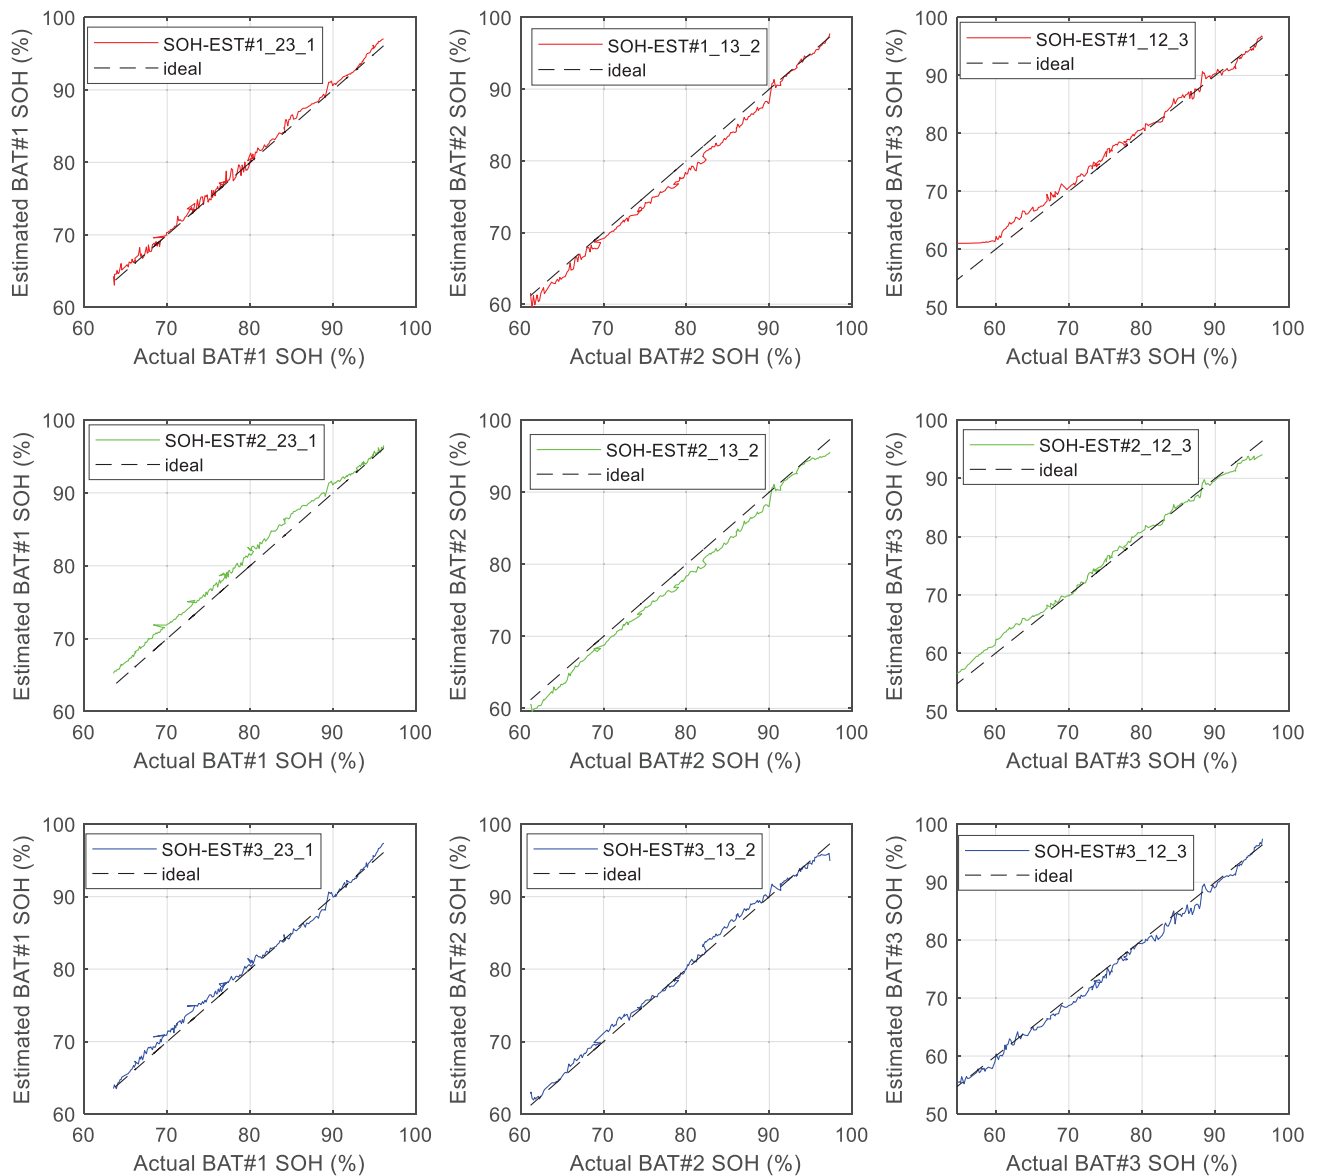 100
90
80
70
60
60
70
80
90
100
Estimated BAT#1 SOH (%)
Actual BAT#1 SOH (%)
SOH-EST#1_23_1
ideal
100
90
80
70
60
60
70
80
90
100
Estimated BAT#2 SOH (%)
Actual BAT#2 SOH (%)
SOH-EST#1_13_2
ideal
100
90
80
70
60
50
60
70
80
90
100
Estimated BAT#3 SOH (%)
Actual BAT#3 SOH (%)
SOH-EST#1_12_3
ideal
100
90
80
70
60
60
70
80
90
100
Estimated BAT#1 SOH (%)
Actual BAT#1 SOH (%)
SOH-EST#2_23_1
ideal
100
90
80
70
60
60
70
80
90
100
Estimated BAT#2 SOH (%)
Actual BAT#2 SOH (%)
SOH-EST#2_13_2
ideal
100
90
80
70
60
50
60
70
80
90
100
Estimated BAT#3 SOH (%)
Actual BAT#3 SOH (%)
SOH-EST#2_12_3
ideal
100
90
80
70
60
60
70
80
90
100
Estimated BAT#1 SOH (%)
Actual BAT#1 SOH (%)
SOH-EST#3_23_1
ideal
100
90
80
70
60
60
70
80
90
100
Estimated BAT#2 SOH (%)
Actual BAT#2 SOH (%)
SOH-EST#3_13_2
ideal
100
90
80
70
60
50
60
70
80
90
100
Estimated BAT#3 SOH (%)
Actual BAT#3 SOH (%)
SOH-EST#3_12_3
ideal